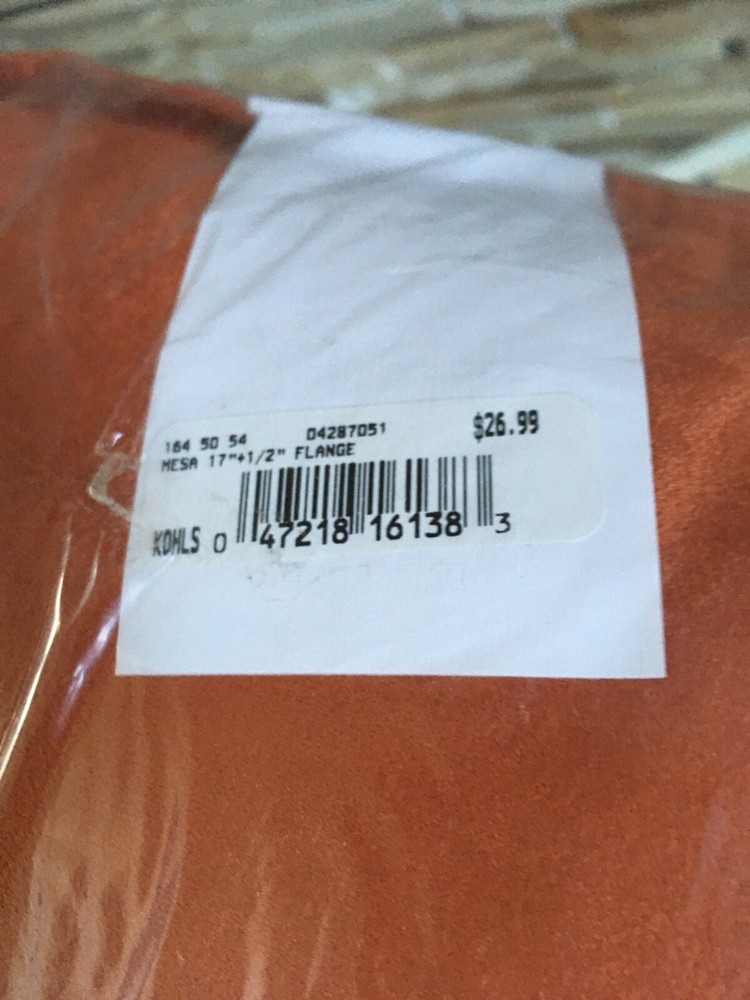 164 50 54 04287051 $26.99
MESA 17"+1/2" FLANGE
KOHLS 0 47218 16138 3